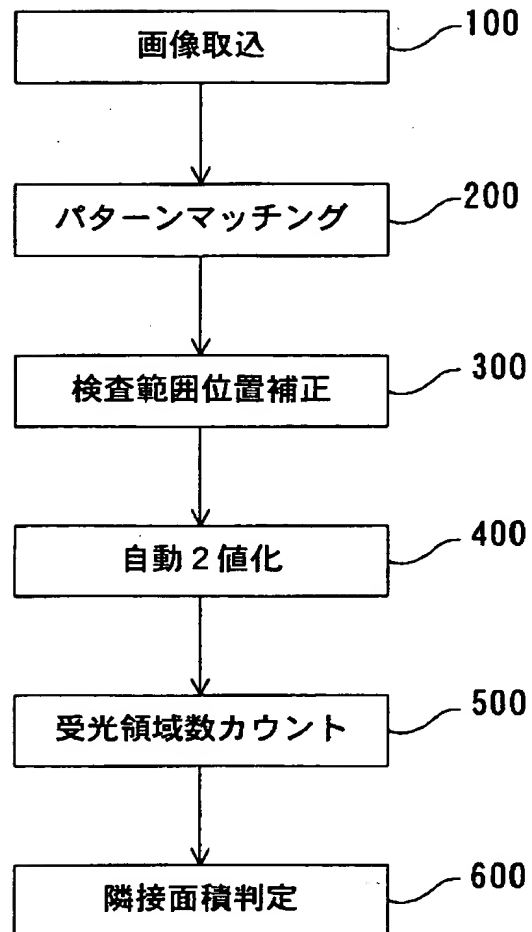 画像取込
100
パターンマッチング
200
検査範囲位置補正
300
自動2値化
400
受光領域数カウント
500
隣接面積判定
600